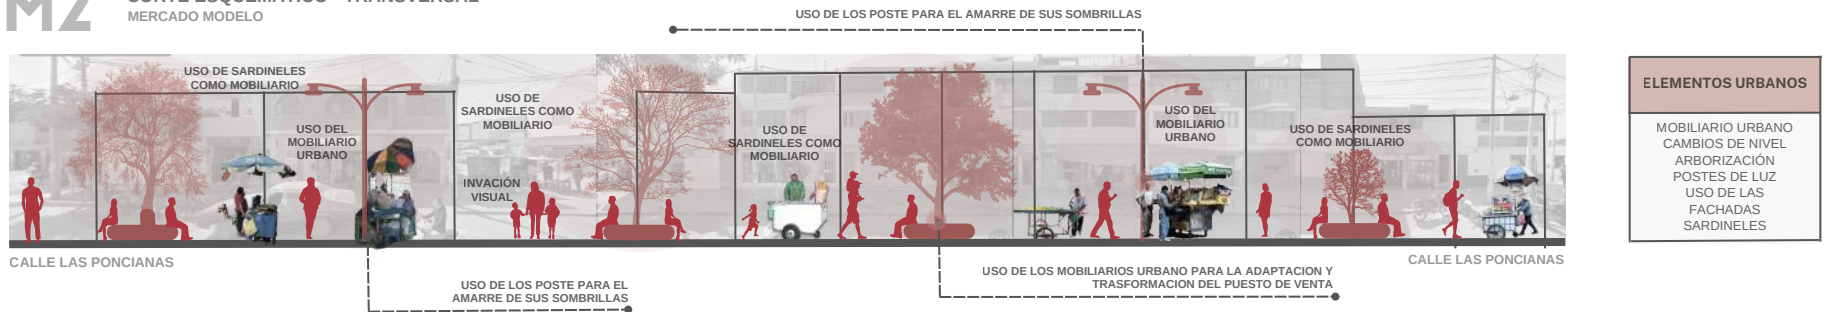 MZ
CORTE ESQUEMATICO - TRANSVERSAL
MERCADO MODELO
USO DE LOS POSTE PARA EL AMARRE DE SUS SOMBRILLAS
USO DE SARDINELES
COMO MOBILIARIO
USO DEL
MOBILIARIO
URBANO
USO DE
SARDINELES COMO
MOBILIARIO
INVACIÓN
VISUAL
USO DE
SARDINELES COMO
MOBILIARIO
USO DEL
MOBILIARIO
URBANO
USO DE SARDINELES
COMO MOBILIARIO
CALLE LAS PONCIANAS
CALLE LAS PONCIANAS
USO DE LOS POSTE PARA EL
AMARRE DE SUS SOMBRILLAS
USO DE LOS MOBILIARIOS URBANO PARA LA ADAPTACION Y
TRASFORMACION DEL PUESTO DE VENTA
ELEMENTOS URBANOS
MOBILIARIO URBANO
CAMBIOS DE NIVEL
ARBORIZACIÓN
POSTES DE LUZ
USO DE LAS
FACHADAS
SARDINELES